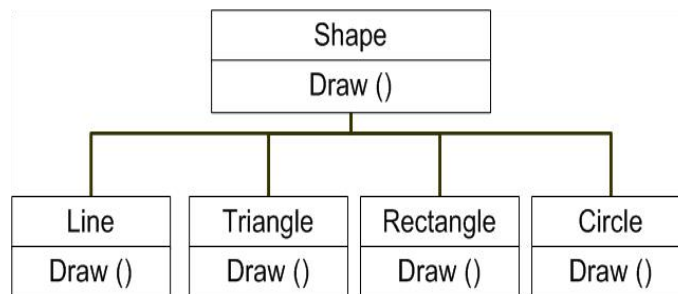 Shape
Draw ()
Line
Triangle
Rectangle
Circle
Draw ()
Draw ()
Draw ()
Draw ()